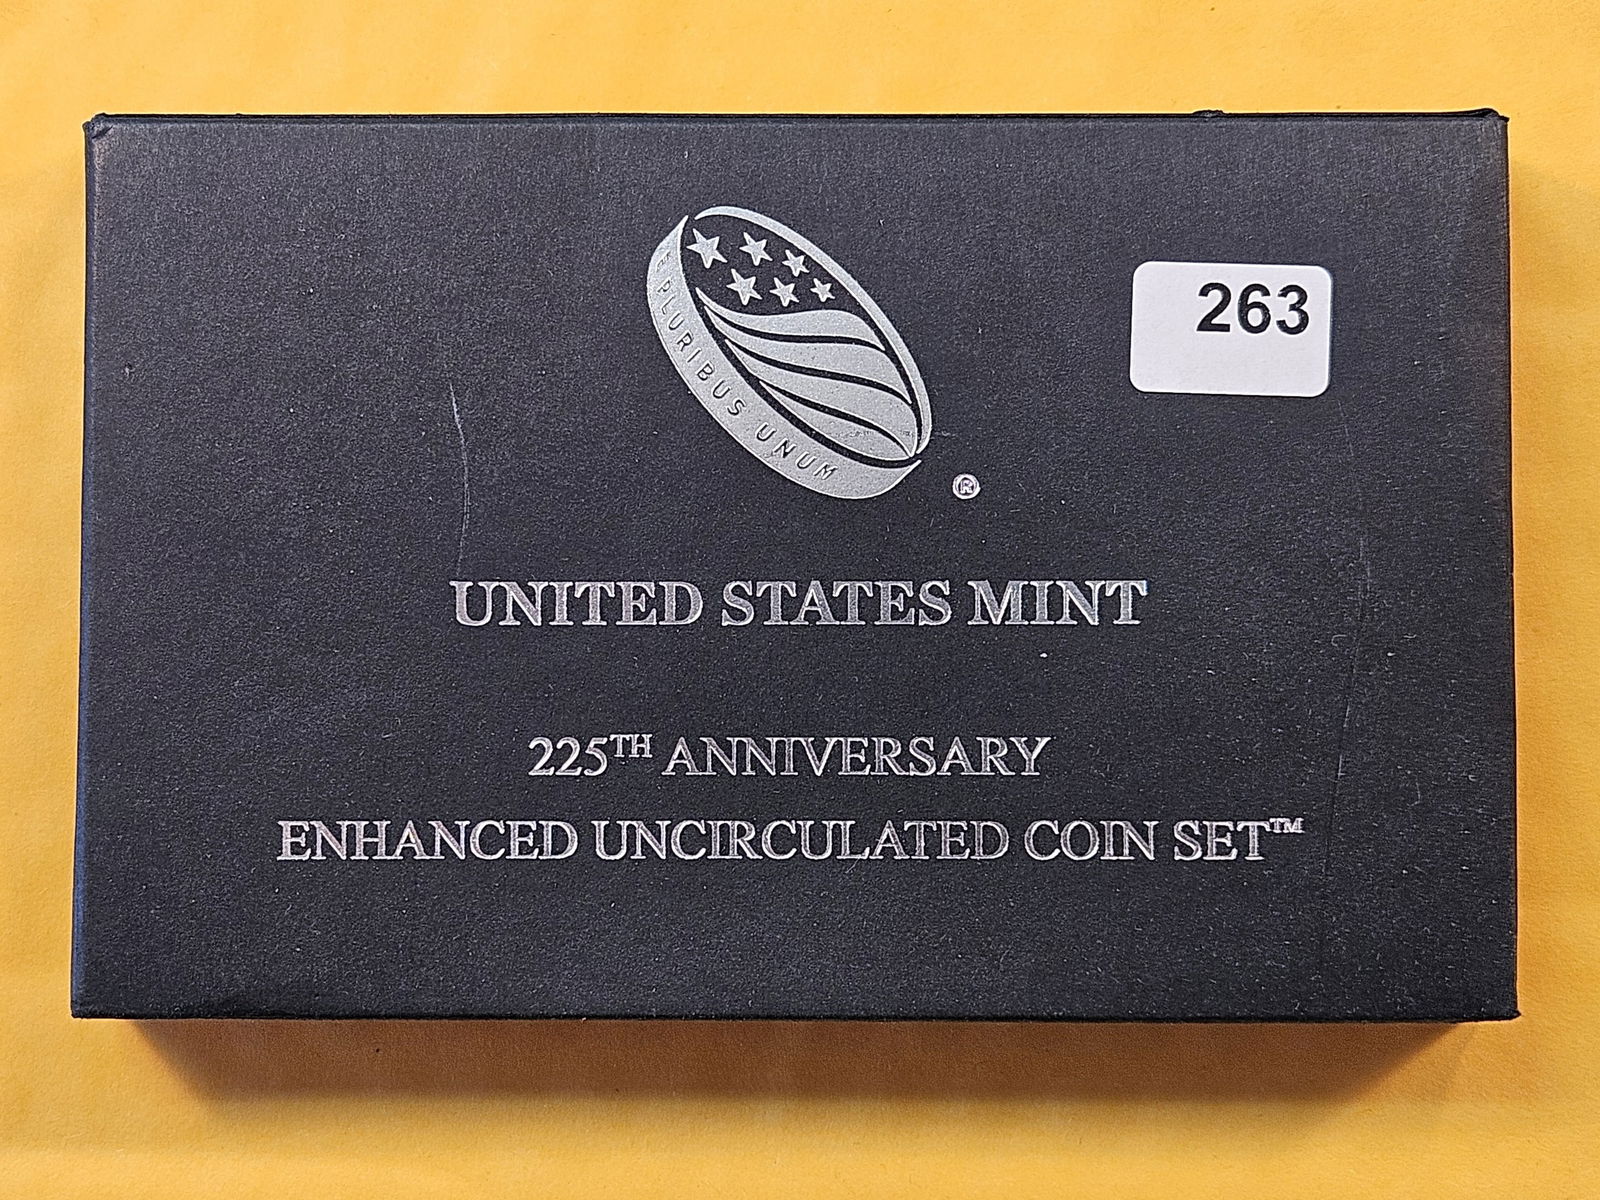 E PLURIBUS UNUM
®
263
UNITED STATES MINT
225TH ANNIVERSARY
ENHANCED UNCIRCULATED COIN SET™